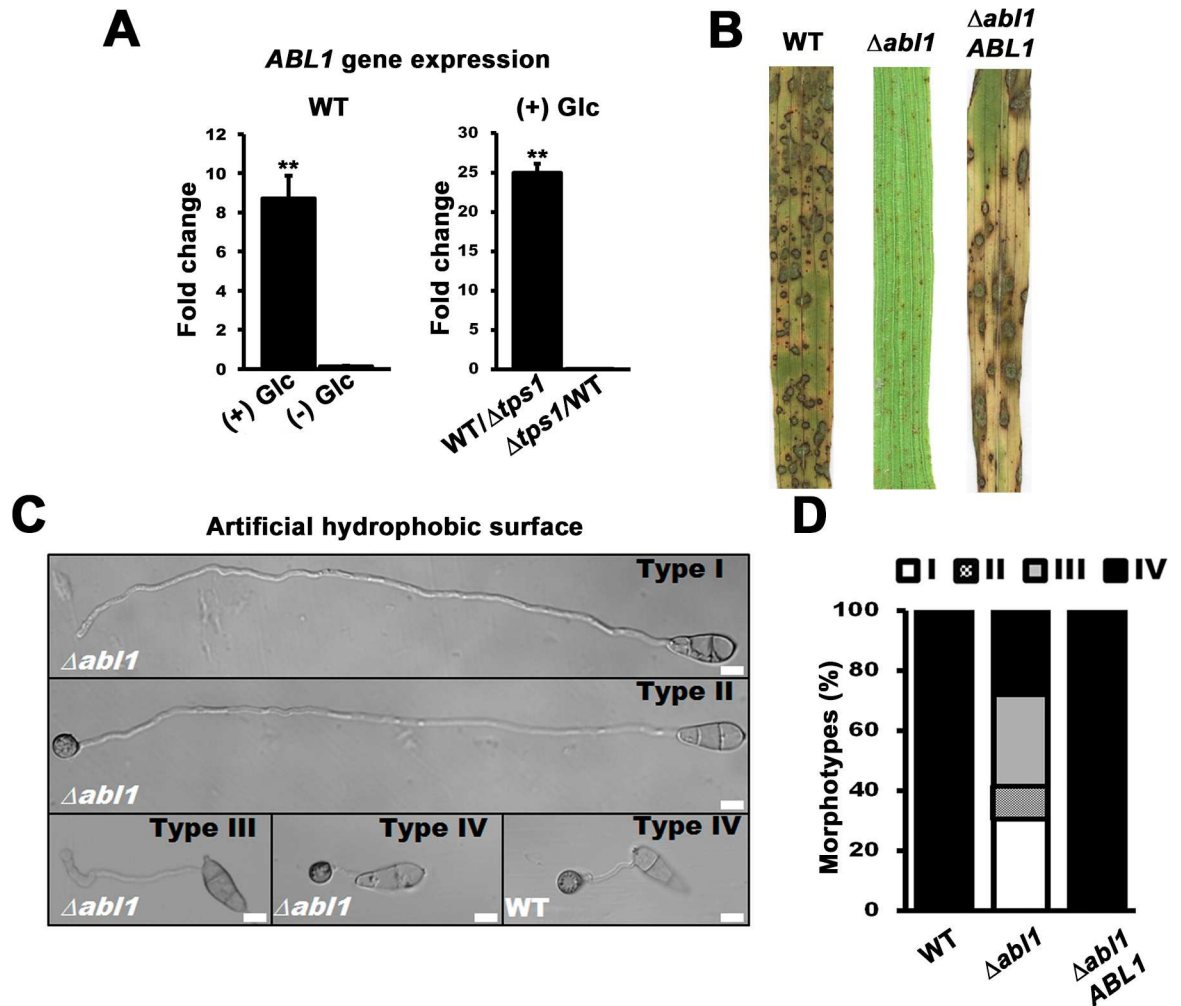 A
ABL1 gene expression
WT
(+) Glc
Fold change
12
10
8
6
4
2
0
**
(+) Glc
(-) Glc
Fold change
30
25
20
15
10
5
0
**
WT/Δtps1
Δtps1/WT
B
WT
Δabl1
Δabl1
ABL1
C
Artificial hydrophobic surface
Type I
Δabl1
Type II
Δabl1
Type III
Δabl1
Type IV
Δabl1
Type IV
WT
D
I II III IV
Morphotypes (%)
100
80
60
40
20
0
WT
Δabl1
Δabl1
ABL1